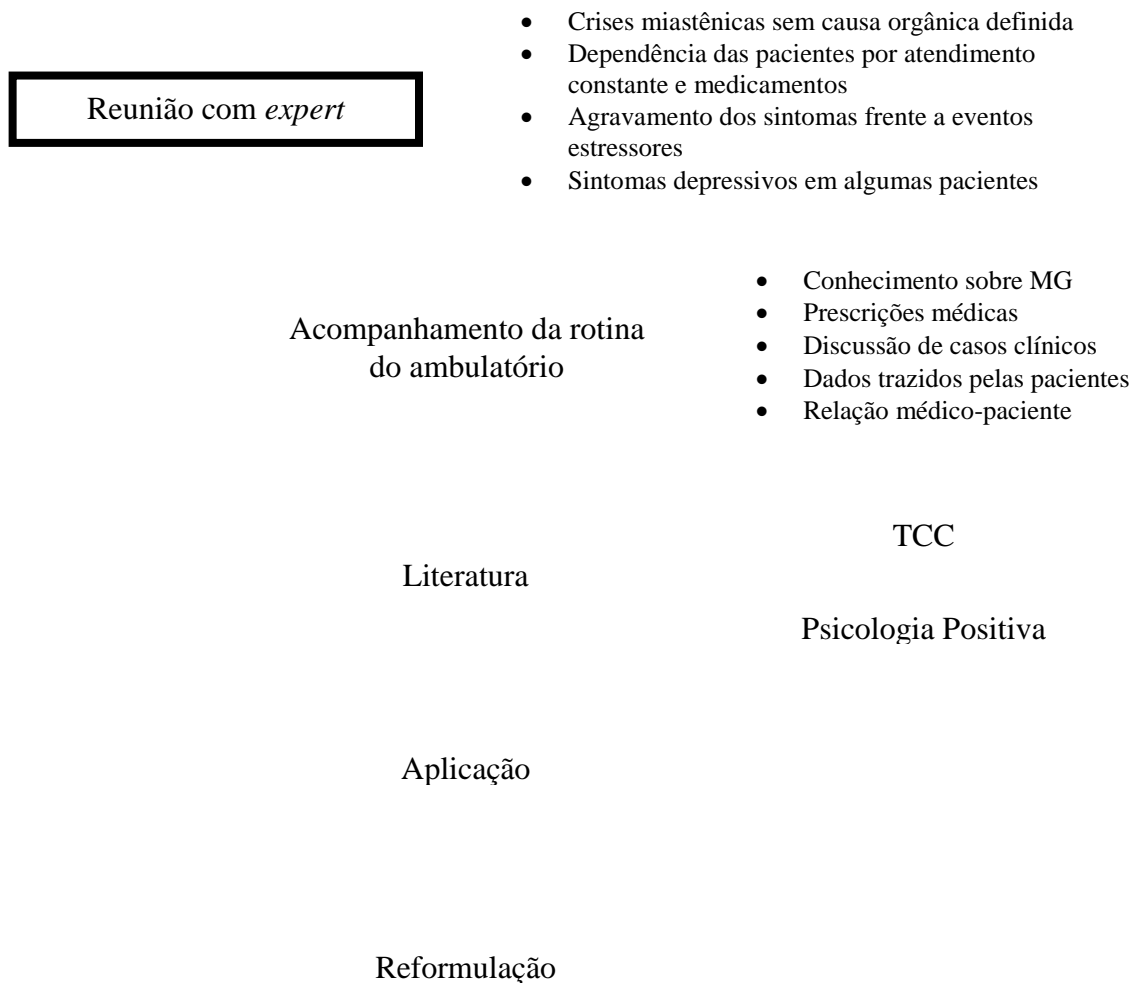 • Crises miastênicas sem causa orgânica definida
• Dependência das pacientes por atendimento
constante e medicamentos
• Agravamento dos sintomas frente a eventos
estressores
• Sintomas depressivos em algumas pacientes
Reunião com expert
Acompanhamento da rotina
do ambulatório
• Conhecimento sobre MG
• Prescrições médicas
• Discussão de casos clínicos
• Dados trazidos pelas pacientes
• Relação médico-paciente
Literatura
TCC
Psicologia Positiva
Aplicação
Reformulação